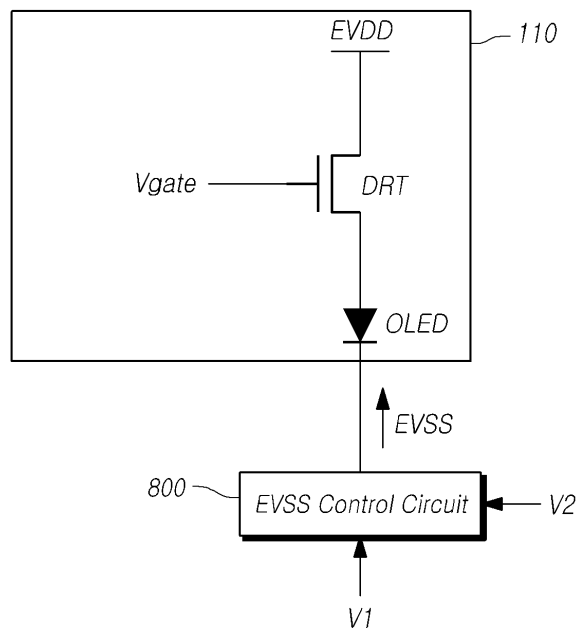 EVDD
110
Vgate
DRT
OLED
EVSS
800
EVSS Control Circuit
V2
V1